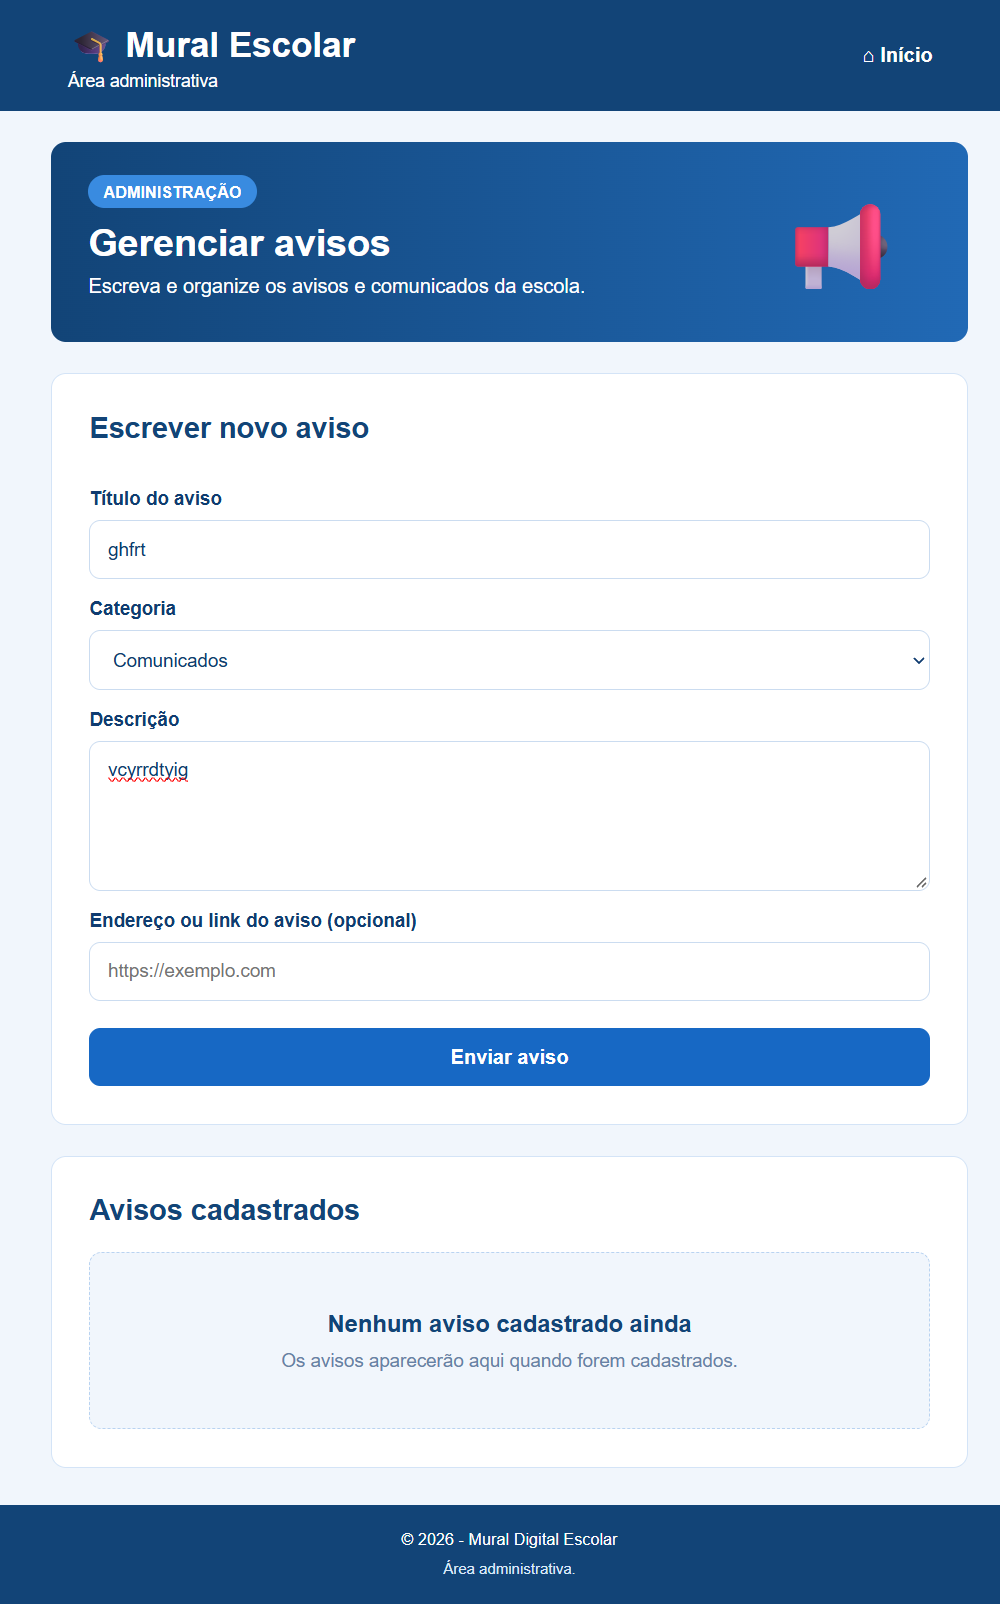 Mural Escolar
Área administrativa
⌂ Início
ADMINISTRAÇÃO
Gerenciar avisos
Escreva e organize os avisos e comunicados da escola.
Escrever novo aviso
Título do aviso
ghfrt
Categoria
Comunicados
Descrição
vcyrrdtyig
Endereço ou link do aviso (opcional)
https://exemplo.com
Enviar aviso
Avisos cadastrados
Nenhum aviso cadastrado ainda
Os avisos aparecerão aqui quando forem cadastrados.
© 2026 - Mural Digital Escolar
Área administrativa.